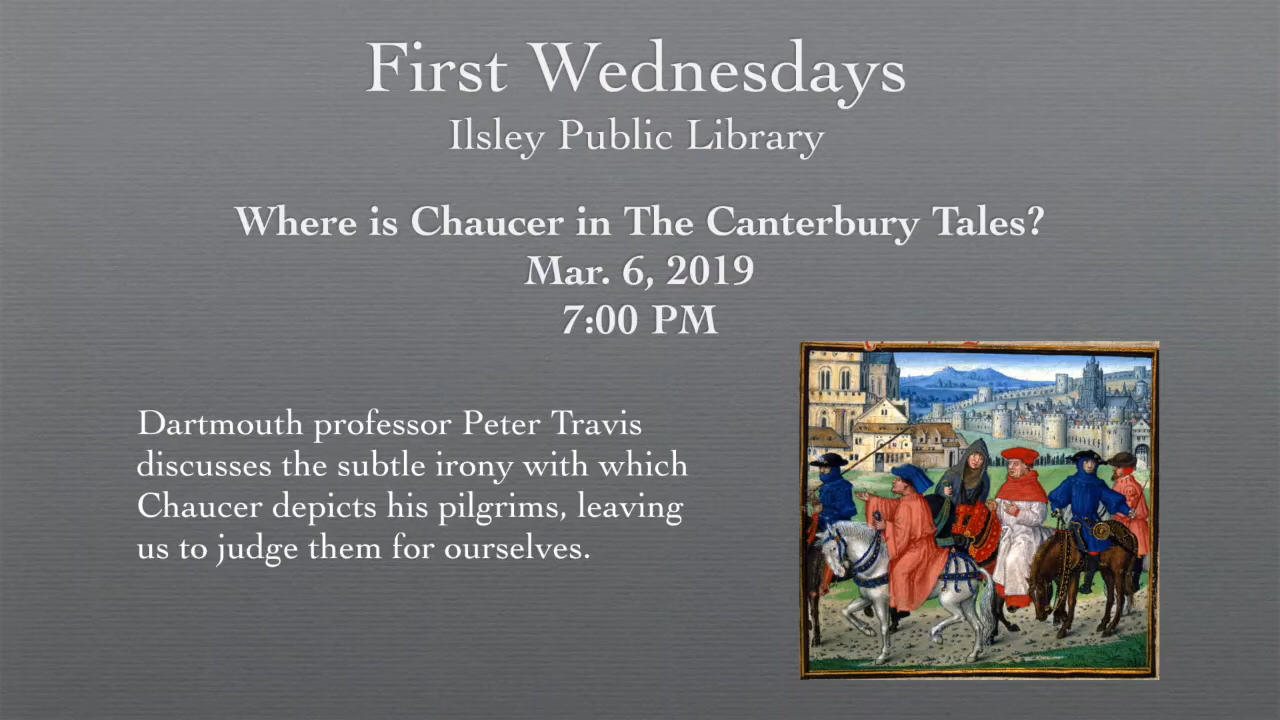 First Wednesdays
Ilsley Public Library
Where is Chaucer in The Canterbury Tales?
Mar. 6, 2019
7:00 PM
Dartmouth professor Peter Travis
discusses the subtle irony with which
Chaucer depicts his pilgrims, leaving
us to judge them for ourselves.